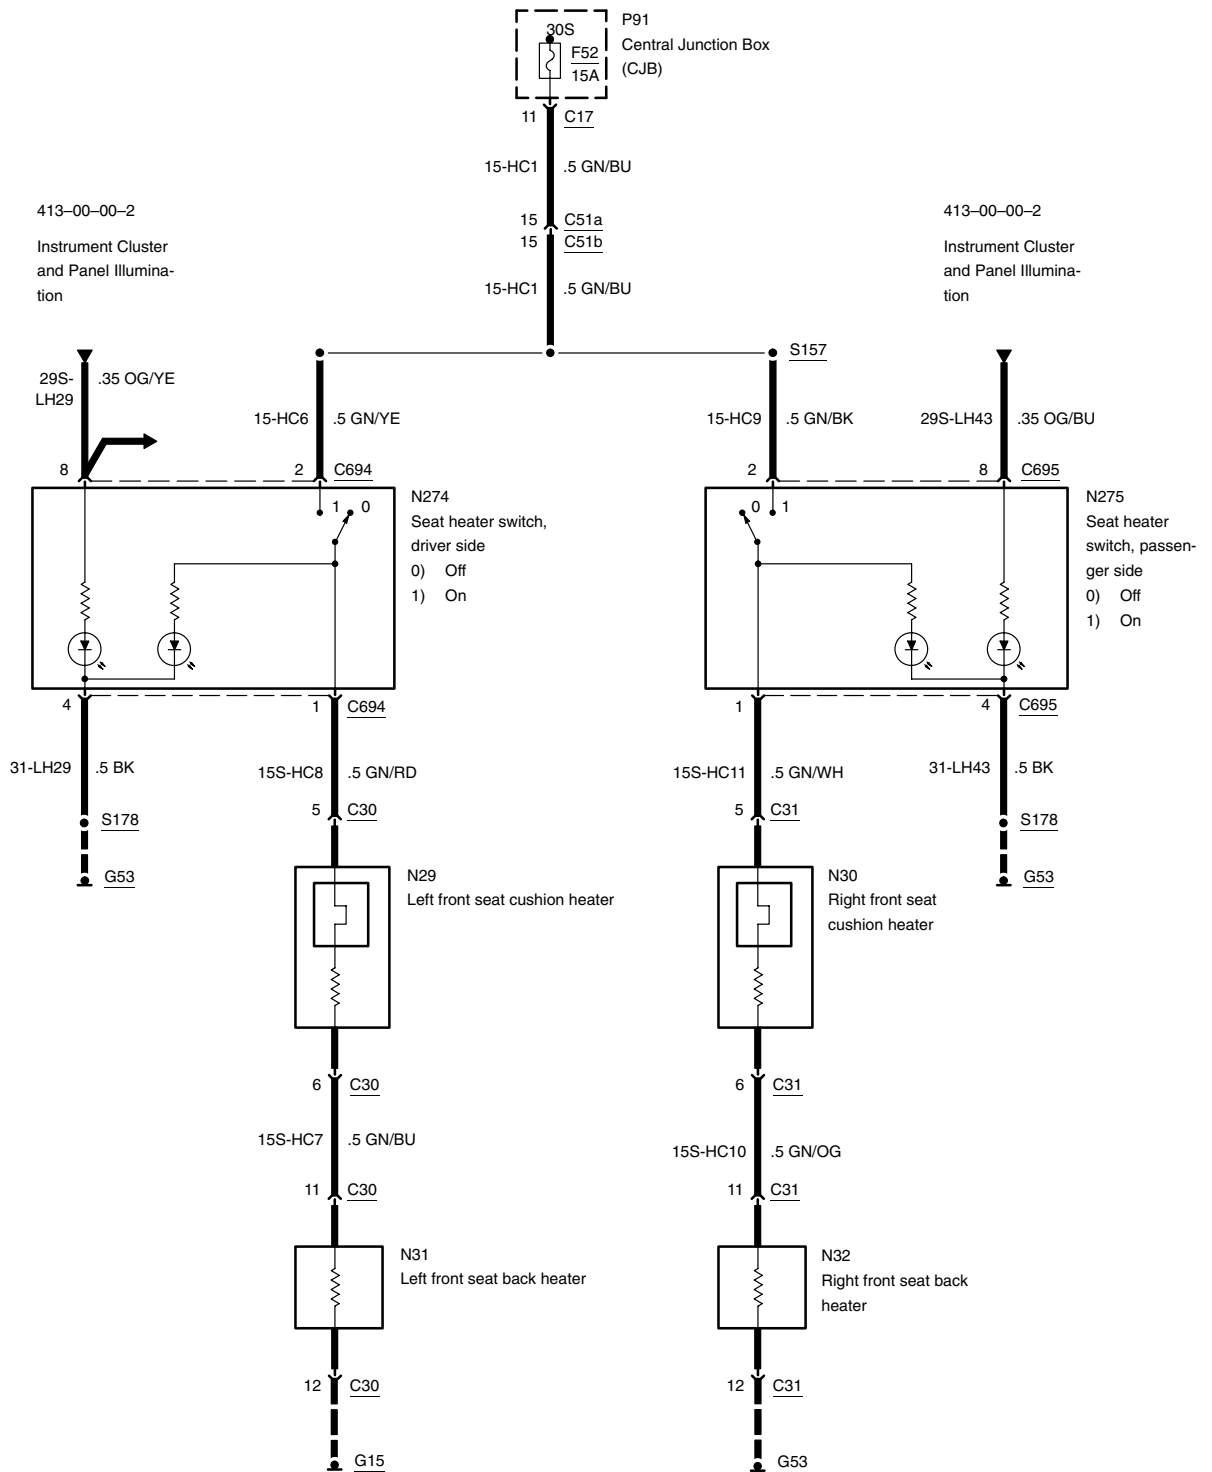 30S
F52
15A
P91
Central Junction Box
(CJB)
11 C17
15-HC1 .5 GN/BU
15 C51a
15 C51b
15-HC1 .5 GN/BU
413–00–00–2
Instrument Cluster
and Panel Illumina-
tion
413–00–00–2
Instrument Cluster
and Panel Illumina-
tion
S157
29S-
LH29
.35 OG/YE
15-HC6 .5 GN/YE
15-HC9 .5 GN/BK
29S-LH43 .35 OG/BU
8
2 C694
2
8 C695
1 0
N274
Seat heater switch,
driver side
0) Off
1) On
0 1
N275
Seat heater
switch, passen-
ger side
0) Off
1) On
4
1 C694
1
4 C695
31-LH29 .5 BK
15S-HC8 .5 GN/RD
15S-HC11 .5 GN/WH
31-LH43 .5 BK
S178
5 C30
5 C31
S178
G53
G53
N29
Left front seat cushion heater
N30
Right front seat
cushion heater
6 C30
6 C31
15S-HC7 .5 GN/BU
15S-HC10 .5 GN/OG
11 C30
11 C31
N31
Left front seat back heater
N32
Right front seat back
heater
12 C30
12 C31
G15
G53